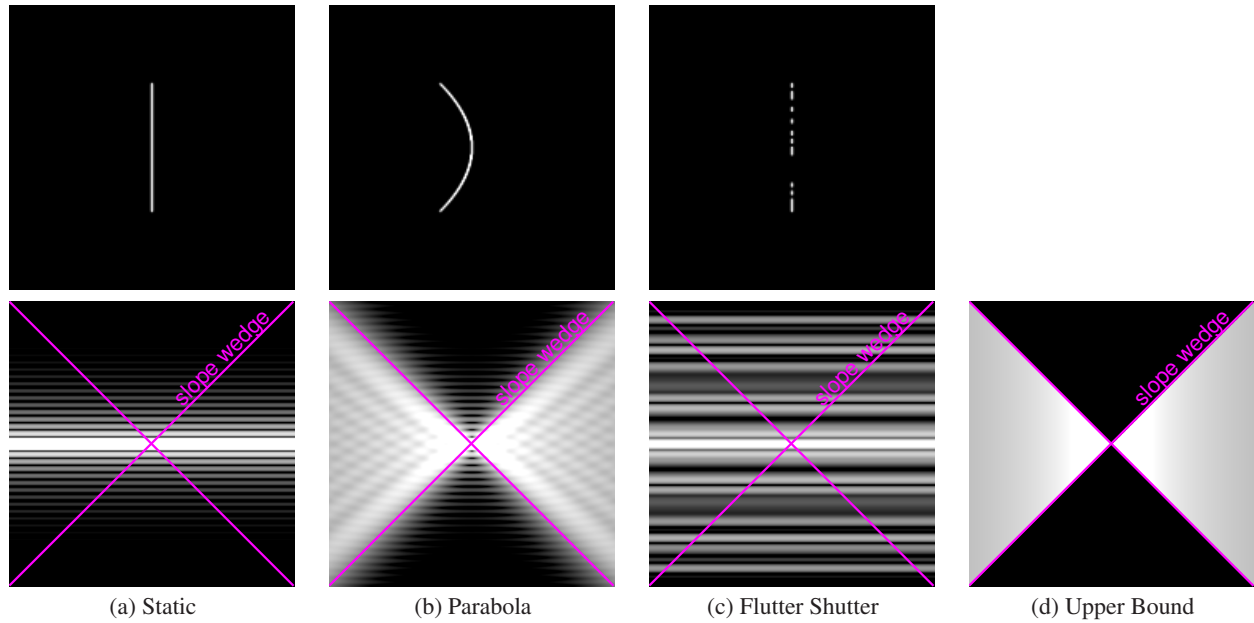 slope wedge
slope wedge
slope wedge
slope wedge
(a) Static
(b) Parabola
(c) Flutter Shutter
(d) Upper Bound